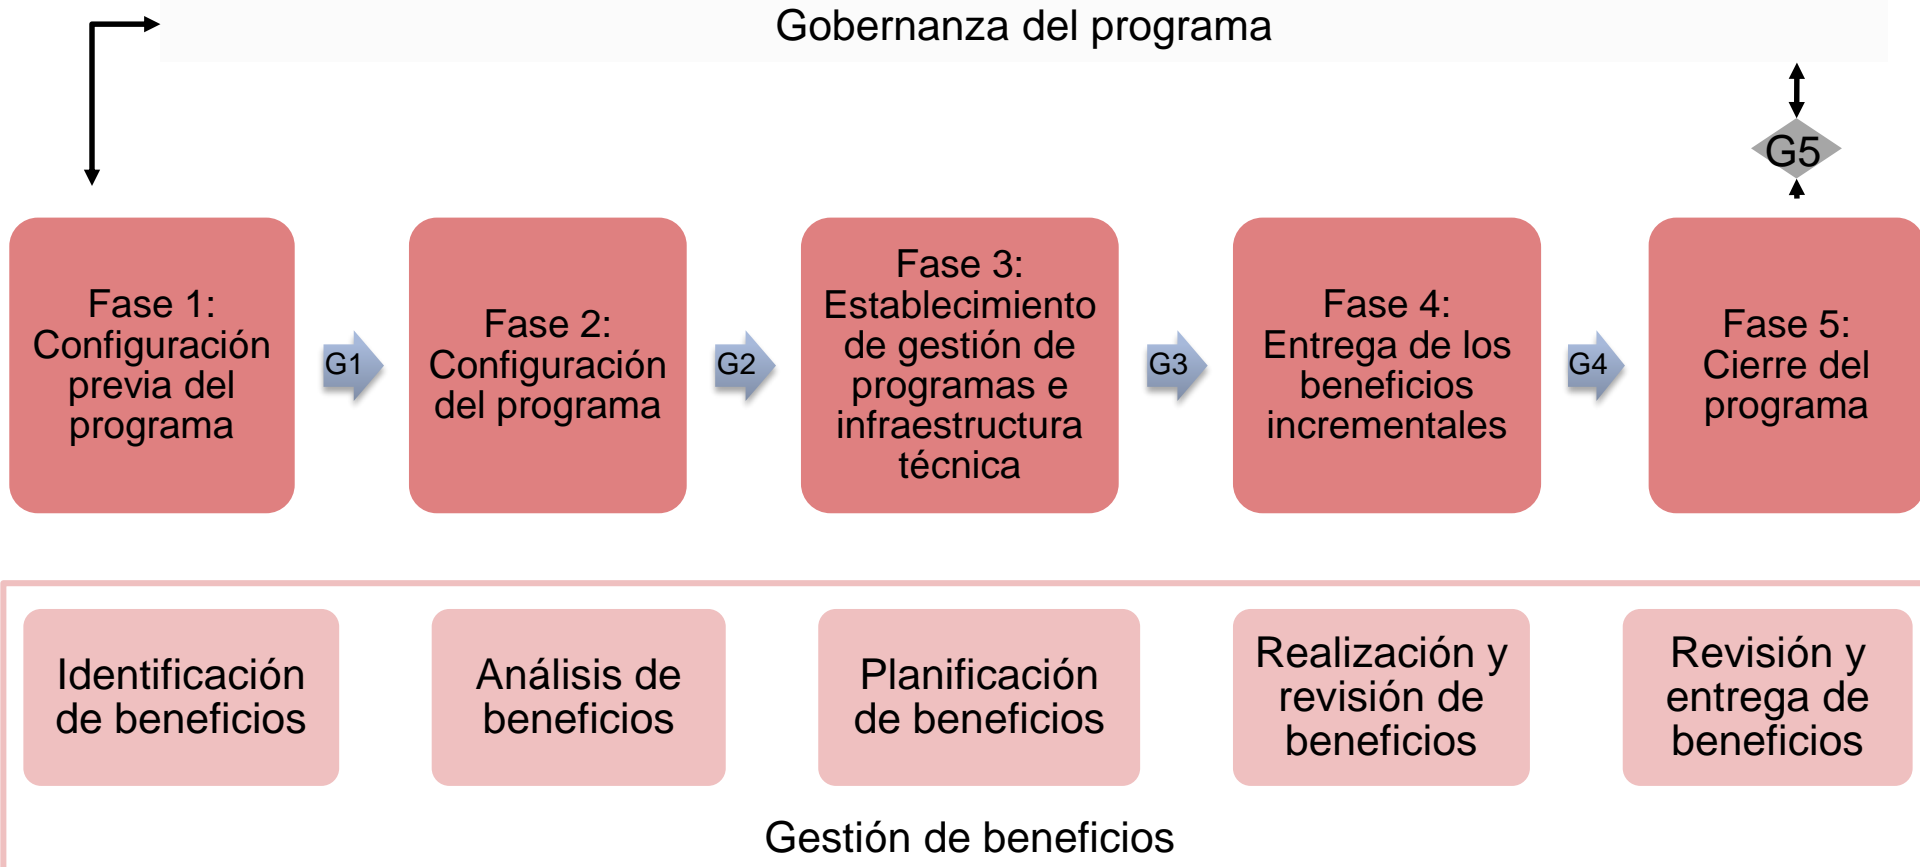 Gobernanza del programa
G5
Fase 1:
Configuración
previa del
programa
G1
Fase 2:
Configuración
del programa
G2
Fase 3:
Establecimiento
de gestión de
programas e
infraestructura
técnica
G3
Fase 4:
Entrega de los
beneficios
incrementales
G4
Fase 5:
Cierre del
programa
Identificación
de beneficios
Análisis de
beneficios
Planificación
de beneficios
Realización y
revisión de
beneficios
Revisión y
entrega de
beneficios
Gestión de beneficios